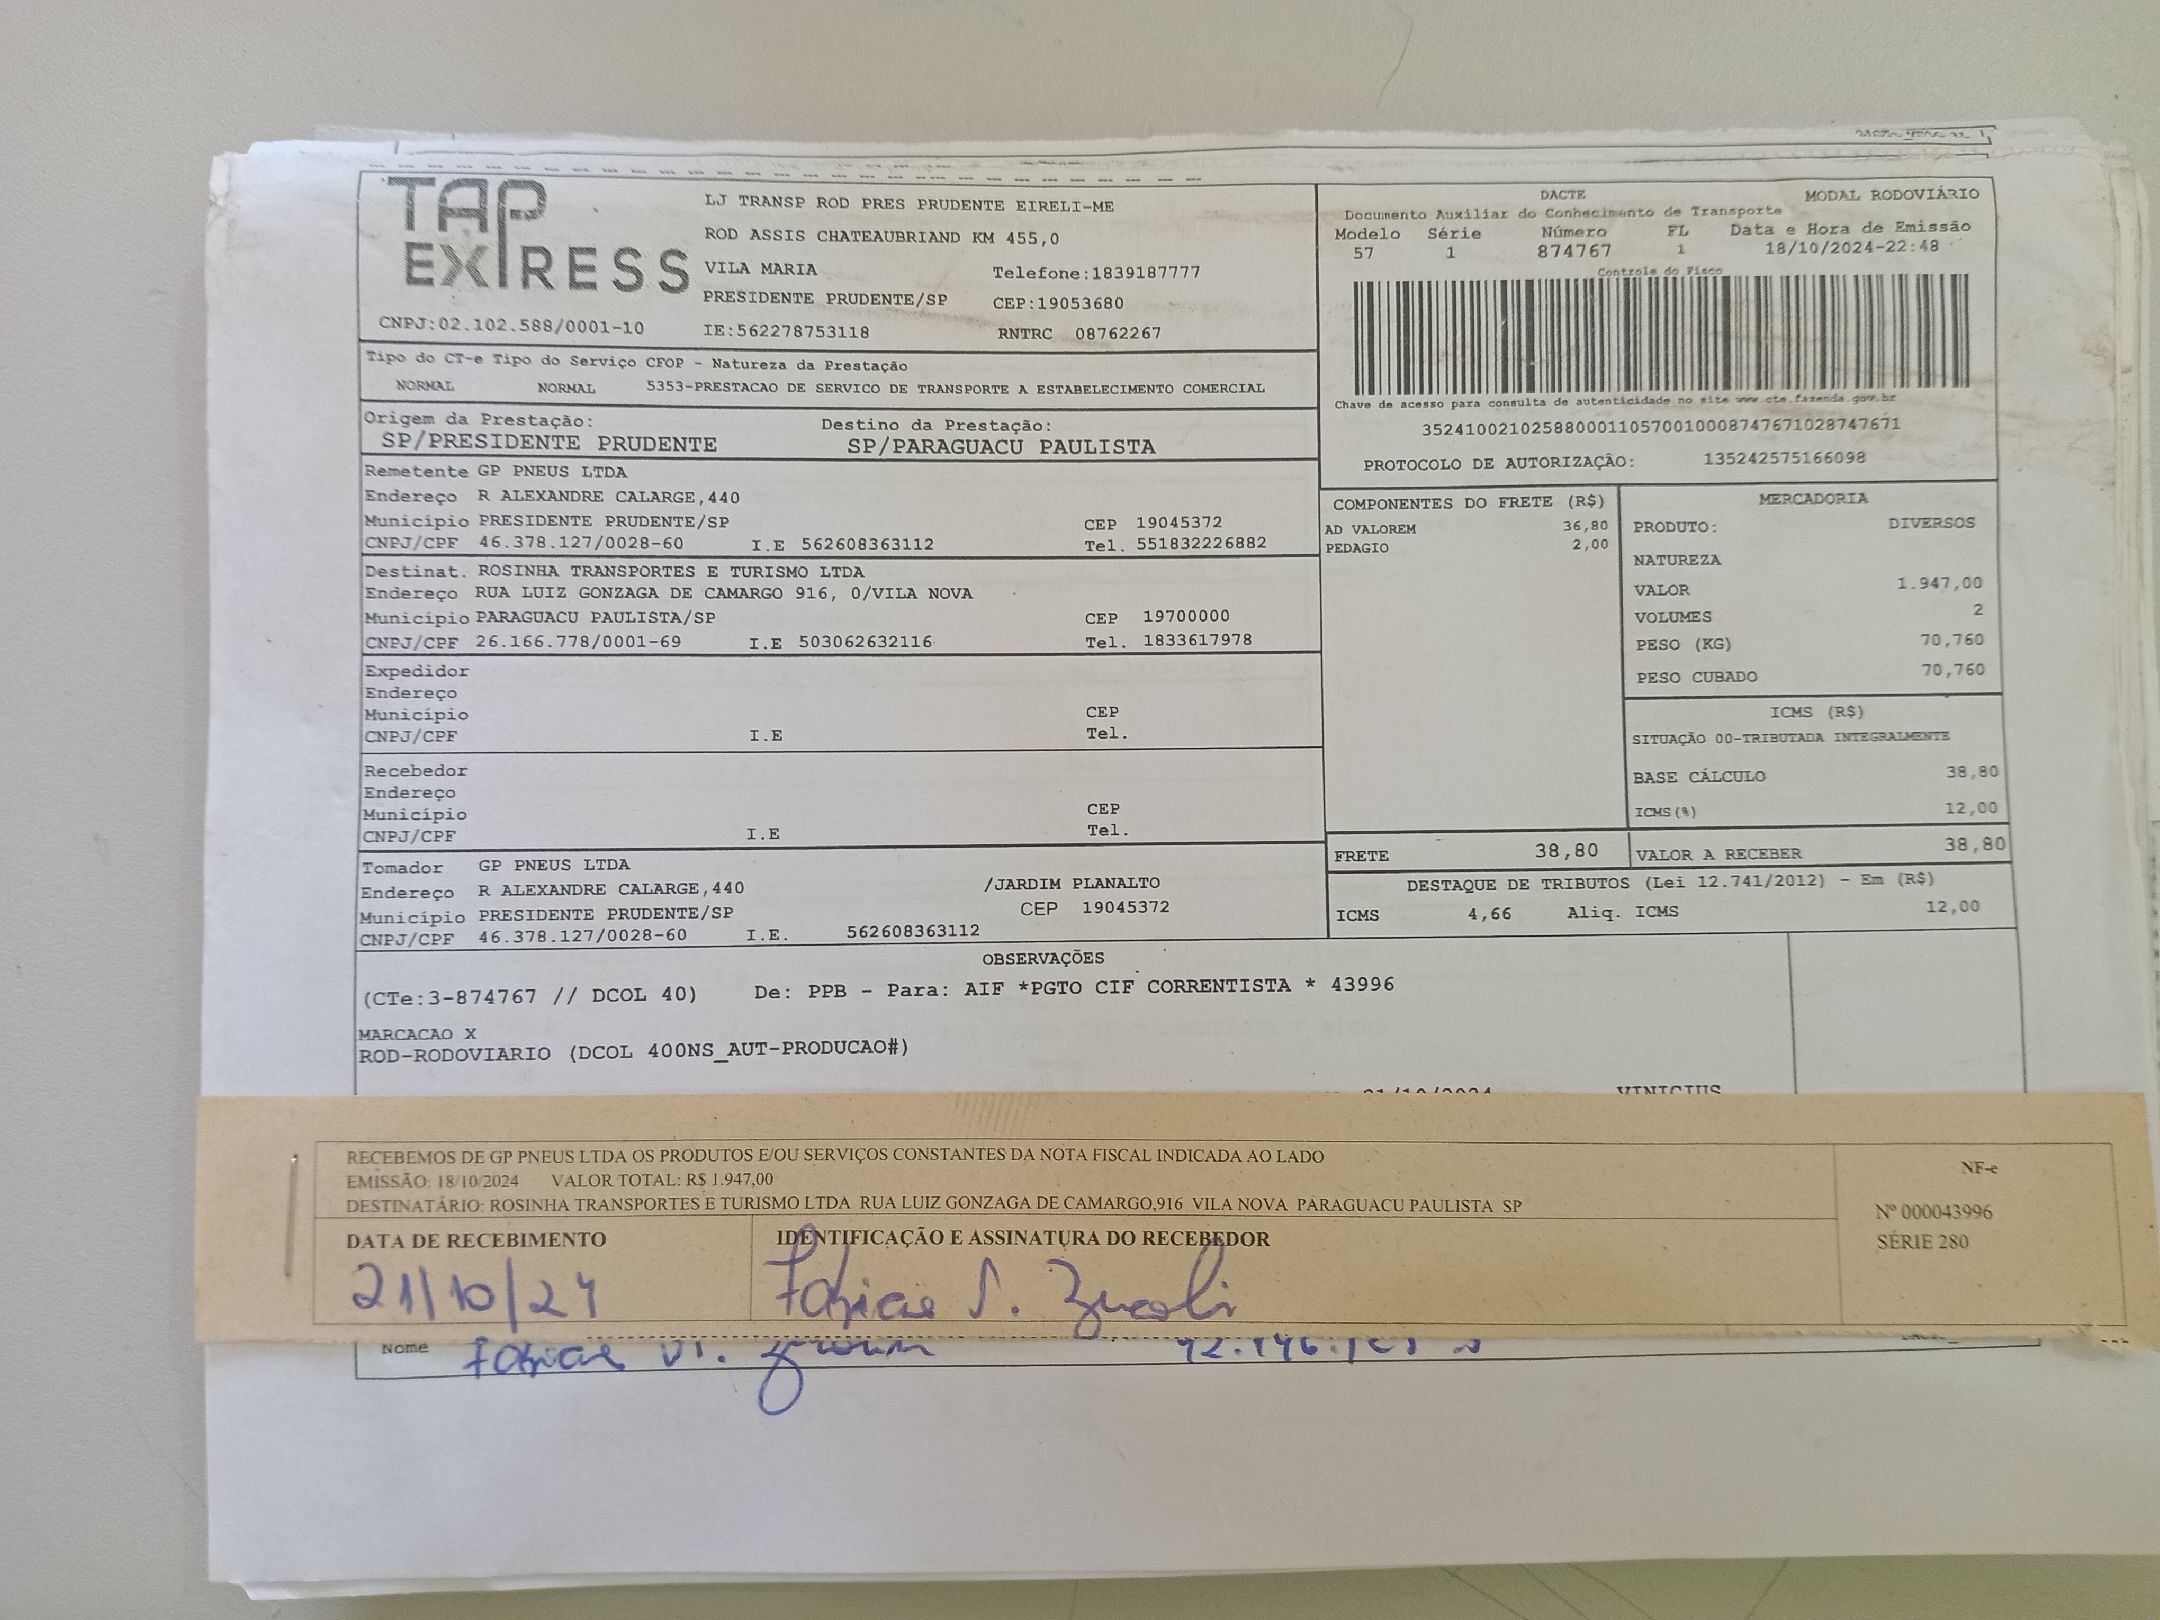 TAP
EXPRESS
CNPJ:02.102.588/0001-10
LJ TRANSP ROD PRES PRUDENTE EIRELI-ME
ROD ASSIS CHATEAUBRIAND KM 455,0
VILA MARIA Telefone:1839187777
PRESIDENTE PRUDENTE/SP CEP:19053680
IE:562278753118 RNTRC 08762267
DACTE MODAL RODOVIÁRIO
Documento Auxiliar do Conhecimento de Transporte
Modelo Série Número FL Data e Hora de Emissão
57 1 874767 1 18/10/2024-22:48
Controle do Fisco
Chave de acesso para consulta de autenticidade no site www.cte.fazenda.gov.br
35241002102588000110570010008747671028747671
PROTOCOLO DE AUTORIZAÇÃO: 135242575166098
Tipo do CT-e Tipo do Serviço CFOP - Natureza da Prestação
NORMAL NORMAL 5353-PRESTACAO DE SERVICO DE TRANSPORTE A ESTABELECIMENTO COMERCIAL
Origem da Prestação: Destino da Prestação:
SP/PRESIDENTE PRUDENTE SP/PARAGUACU PAULISTA
Remetente GP PNEUS LTDA
Endereço R ALEXANDRE CALARGE,440
Município PRESIDENTE PRUDENTE/SP CEP 19045372
CNPJ/CPF 46.378.127/0028-60 I.E 562608363112 Tel. 551832226882
Destinat. ROSINHA TRANSPORTES E TURISMO LTDA
Endereço RUA LUIZ GONZAGA DE CAMARGO 916, 0/VILA NOVA
Município PARAGUACU PAULISTA/SP CEP 19700000
CNPJ/CPF 26.166.778/0001-69 I.E 503062632116 Tel. 1833617978
Expedidor
Endereço
Município CEP
CNPJ/CPF I.E Tel.
Recebedor
Endereço
Município CEP
CNPJ/CPF I.E Tel.
Tomador GP PNEUS LTDA
Endereço R ALEXANDRE CALARGE,440 /JARDIM PLANALTO
Município PRESIDENTE PRUDENTE/SP CEP 19045372
CNPJ/CPF 46.378.127/0028-60 I.E. 562608363112
COMPONENTES DO FRETE (R$)
AD VALOREM 36,80
PEDAGIO 2,00
MERCADORIA
PRODUTO: DIVERSOS
NATUREZA
VALOR 1.947,00
VOLUMES 2
PESO (KG) 70,760
PESO CUBADO 70,760
ICMS (R$)
SITUAÇÃO 00-TRIBUTADA INTEGRALMENTE
BASE CÁLCULO 38,80
ICMS(%) 12,00
FRETE 38,80 VALOR A RECEBER 38,80
DESTAQUE DE TRIBUTOS (Lei 12.741/2012) - Em (R$)
ICMS 4,66 Aliq. ICMS 12,00
OBSERVAÇÕES
(CTe:3-874767 // DCOL 40) De: PPB - Para: AIF *PGTO CIF CORRENTISTA * 43996
MARCACAO X
ROD-RODOVIARIO (DCOL 400NS_AUT-PRODUCAO#)
21/10/2024 VINICIUS
RECEBEMOS DE GP PNEUS LTDA OS PRODUTOS E/OU SERVIÇOS CONSTANTES DA NOTA FISCAL INDICADA AO LADO
EMISSÃO: 18/10/2024 VALOR TOTAL: R$ 1.947,00
DESTINATÁRIO: ROSINHA TRANSPORTES E TURISMO LTDA RUA LUIZ GONZAGA DE CAMARGO,916 VILA NOVA PARAGUACU PAULISTA SP
DATA DE RECEBIMENTO IDENTIFICAÇÃO E ASSINATURA DO RECEBEDOR
21/10/24
NF-e
Nº 000043996
SÉRIE 280
Nome